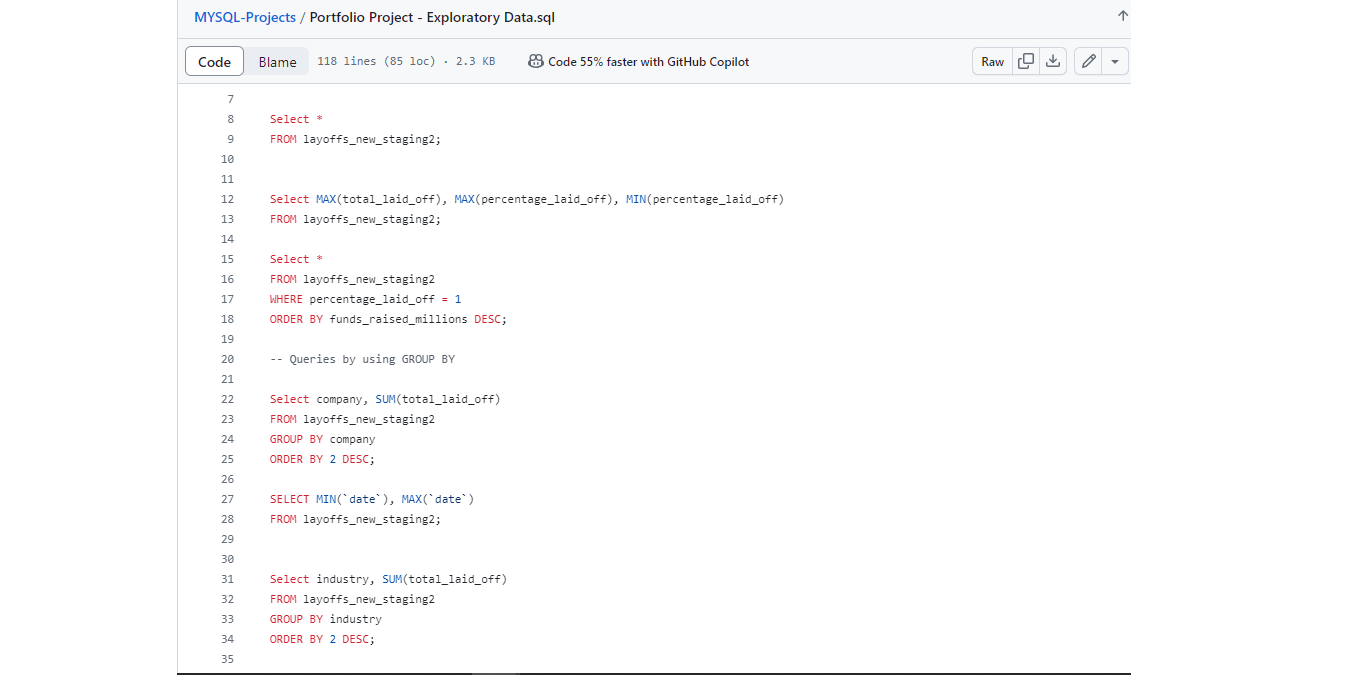 MYSQL-Projects / Portfolio Project - Exploratory Data.sql
Code Blame 118 lines (85 loc) · 2.3 KB Code 55% faster with GitHub Copilot Raw
7
8 Select *
9 FROM layoffs_new_staging2;
10
11
12 Select MAX(total_laid_off), MAX(percentage_laid_off), MIN(percentage_laid_off)
13 FROM layoffs_new_staging2;
14
15 Select *
16 FROM layoffs_new_staging2
17 WHERE percentage_laid_off = 1
18 ORDER BY funds_raised_millions DESC;
19
20 -- Queries by using GROUP BY
21
22 Select company, SUM(total_laid_off)
23 FROM layoffs_new_staging2
24 GROUP BY company
25 ORDER BY 2 DESC;
26
27 SELECT MIN(`date`), MAX(`date`)
28 FROM layoffs_new_staging2;
29
30
31 Select industry, SUM(total_laid_off)
32 FROM layoffs_new_staging2
33 GROUP BY industry
34 ORDER BY 2 DESC;
35